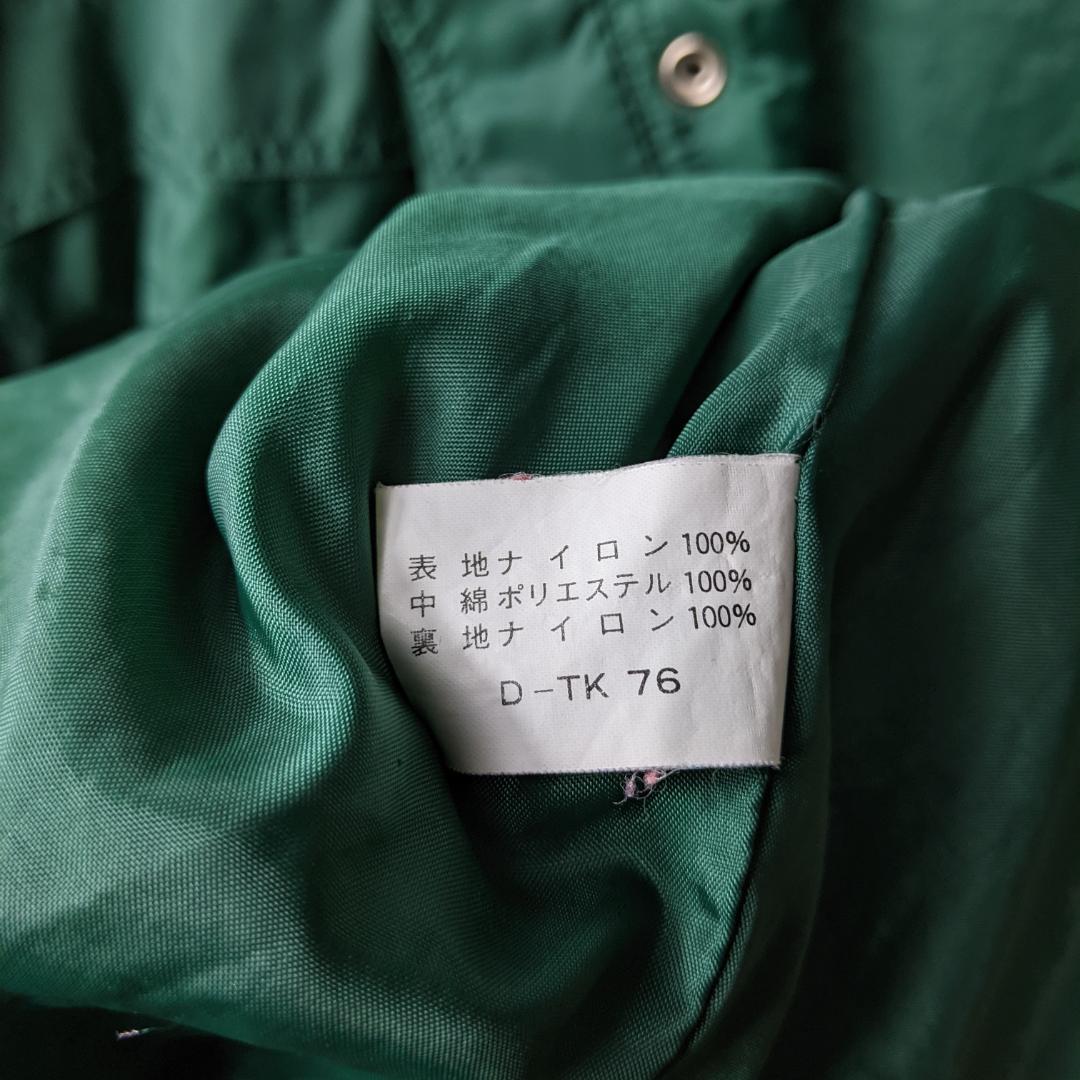 表 地 ナイロン 100%
中 綿 ポリエステル 100%
裏 地 ナイロン 100%
D-TK 76